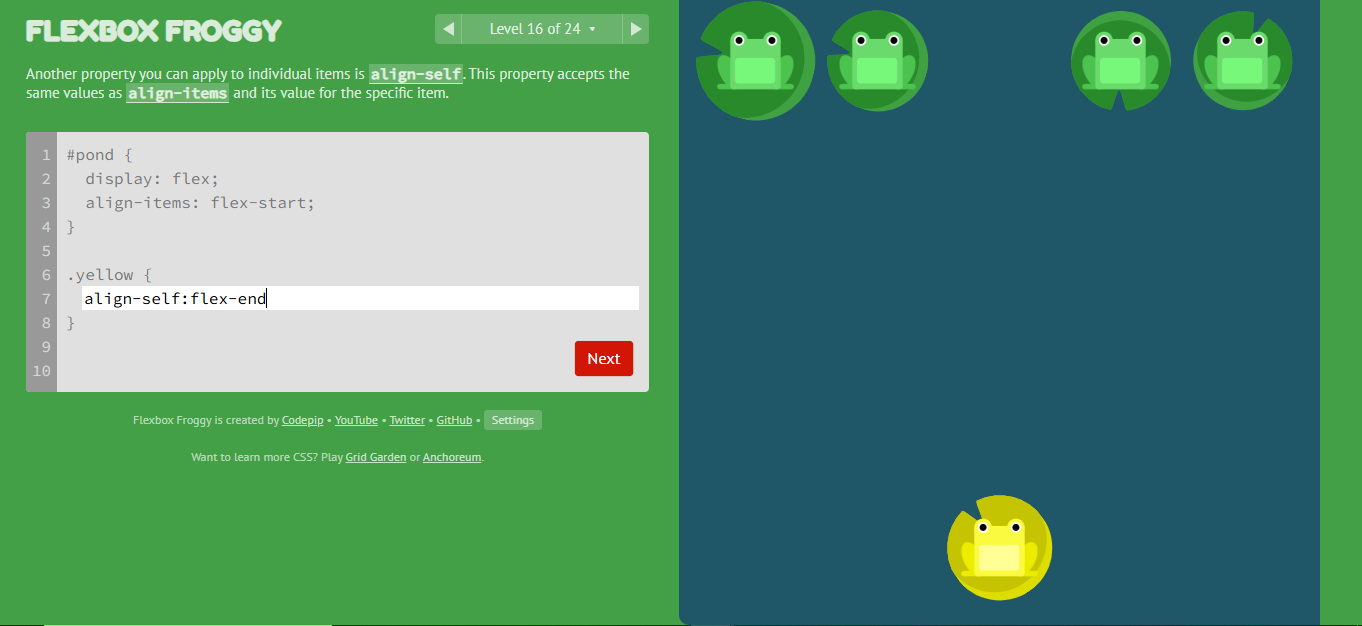 FLEXBOX FROGGY
◀ Level 16 of 24 ▾ ▶
Another property you can apply to individual items is align-self. This property accepts the
same values as align-items and its value for the specific item.
1 #pond {
2 display: flex;
3 align-items: flex-start;
4 }
5
6 .yellow {
7 align-self:flex-end
8 }
9
10
Next
Flexbox Froggy is created by Codepip • YouTube • Twitter • GitHub • Settings
Want to learn more CSS? Play Grid Garden or Anchoreum.